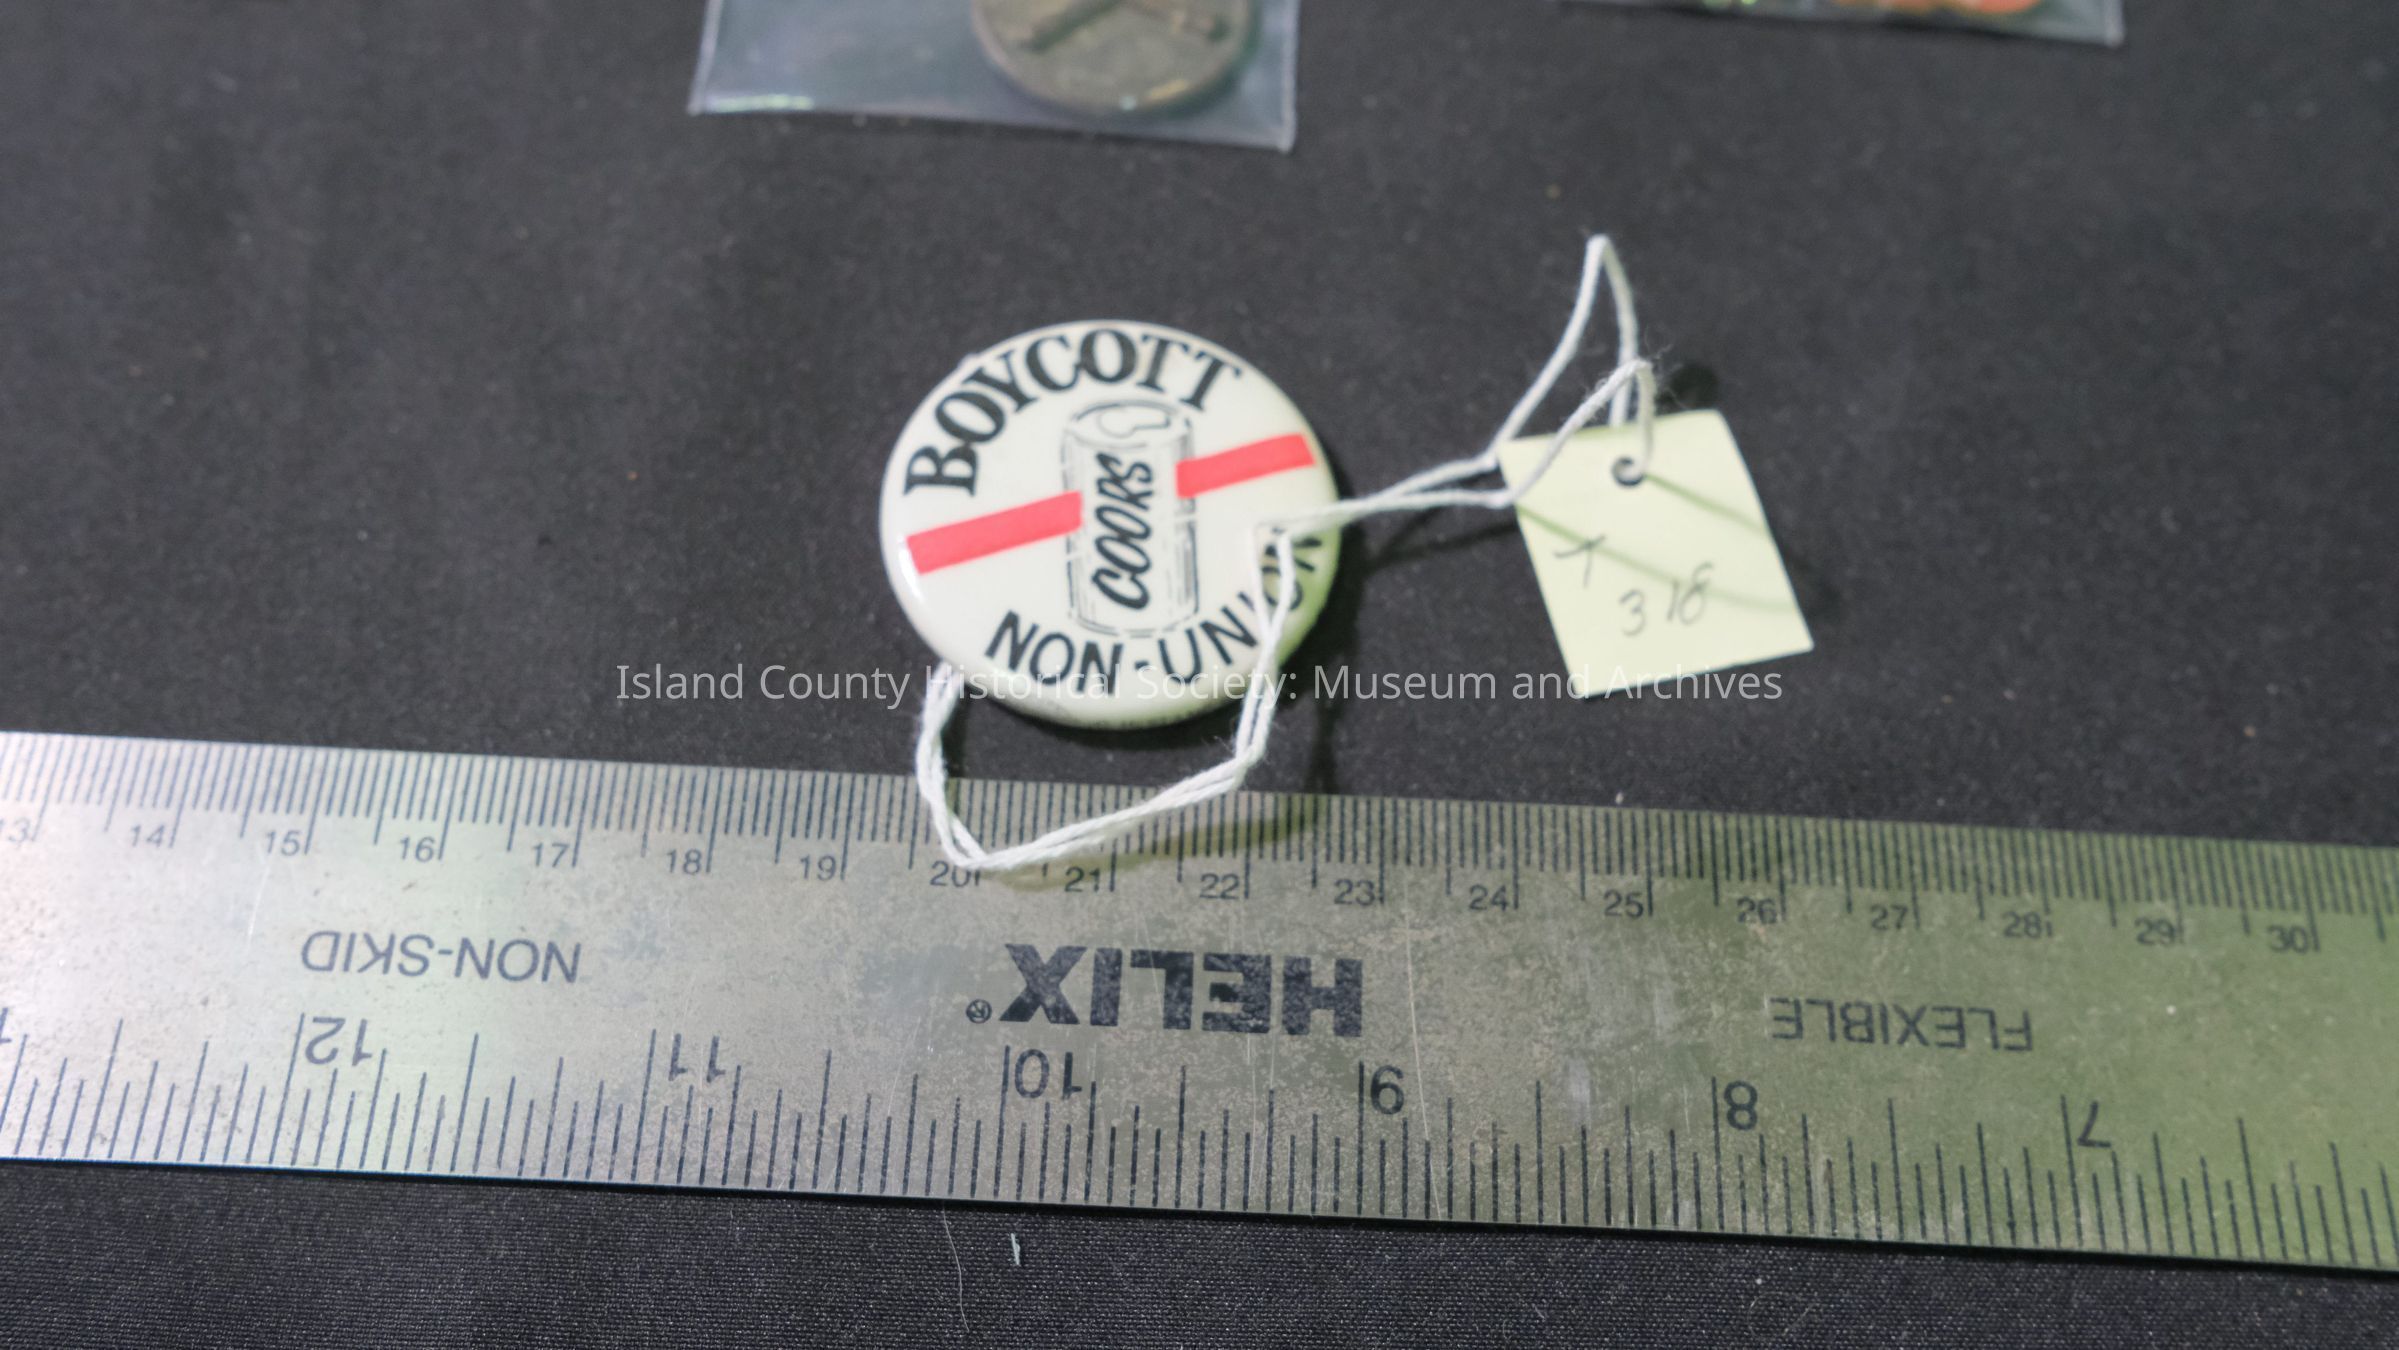 BOYCOTT
COORS
NON-UNION
T
318
Island County Historical Society: Museum and Archives
13 14 15 16 17 18 19 20 21 22 23 24 25 26 27 28 29 30
NON-SKID HELIX® FLEXIBLE
12 11 10 9 8 7